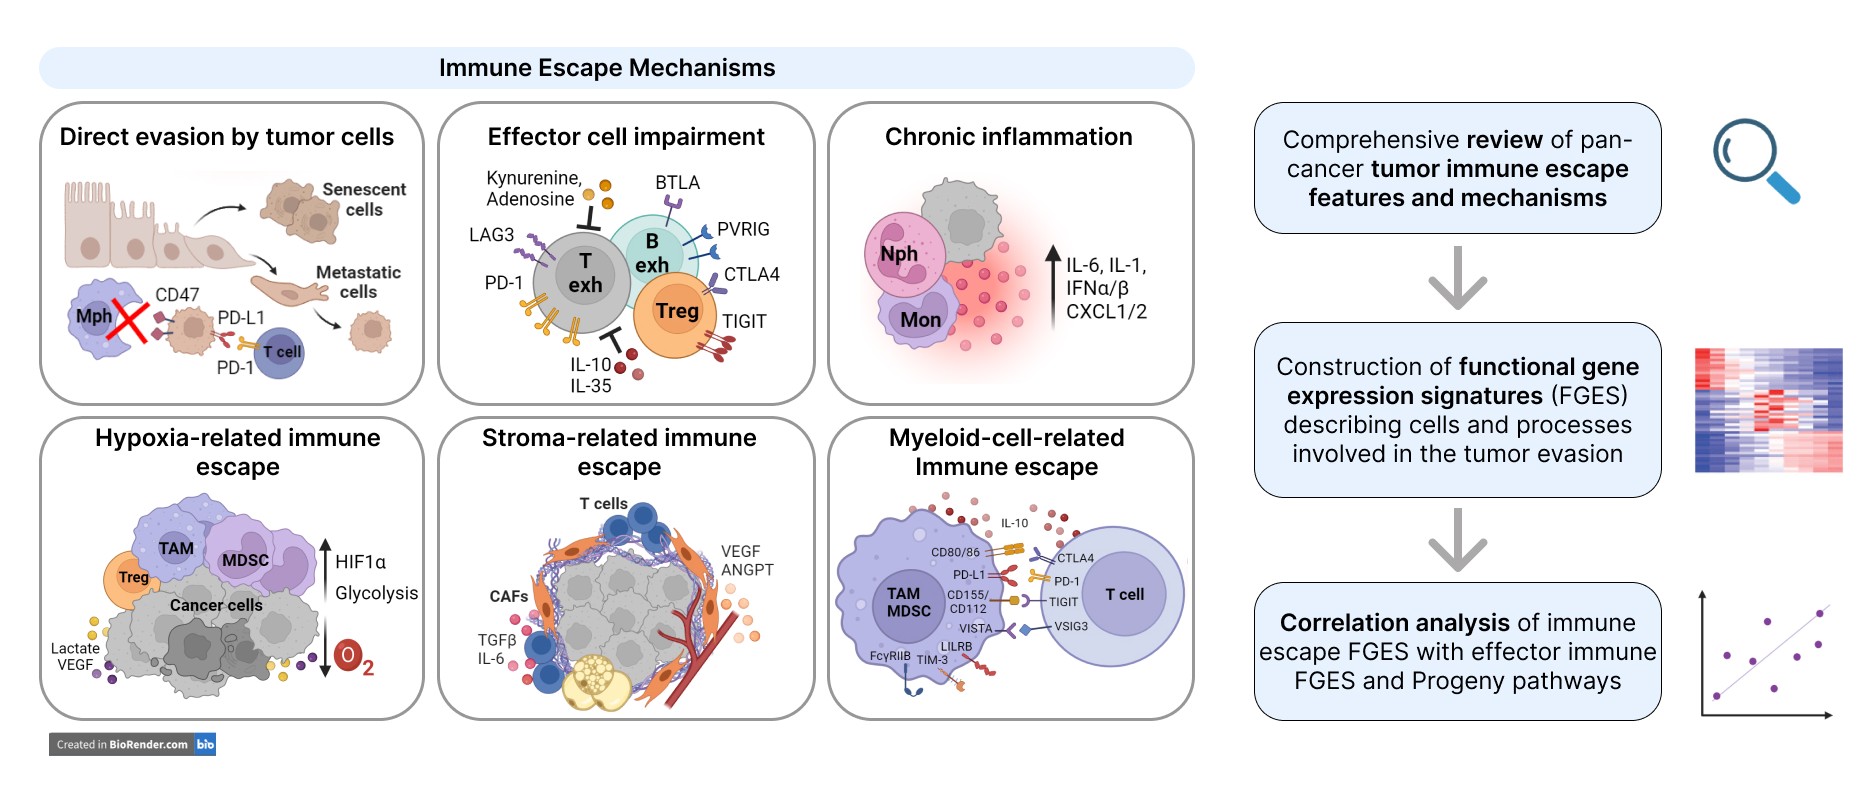 Immune Escape Mechanisms
Direct evasion by tumor cells
Senescent
cells
Metastatic
cells
Mph
CD47
PD-L1
PD-1
T cell
Effector cell impairment
Kynurenine,
Adenosine
BTLA
LAG3
PVRIG
B
exh
T
exh
CTLA4
PD-1
Treg
TIGIT
IL-10
IL-35
Chronic inflammation
Nph
Mon
IL-6, IL-1,
IFNα/β
CXCL1/2
Hypoxia-related immune
escape
TAM
MDSC
Treg
HIF1α
Glycolysis
Cancer cells
Lactate
VEGF
O
2
Stroma-related immune
escape
T cells
VEGF
ANGPT
CAFs
TGFβ
IL-6
Myeloid-cell-related
Immune escape
IL-10
CD80/86
CTLA4
PD-L1
PD-1
TAM
MDSC
CD155/
CD112
TIGIT
T cell
VISTA
VSIG3
LILRB
FcγRIIB
TIM-3
Comprehensive review of pan-
cancer tumor immune escape
features and mechanisms
Construction of functional gene
expression signatures (FGES)
describing cells and processes
involved in the tumor evasion
Correlation analysis of immune
escape FGES with effector immune
FGES and Progeny pathways
Created in BioRender.com bio